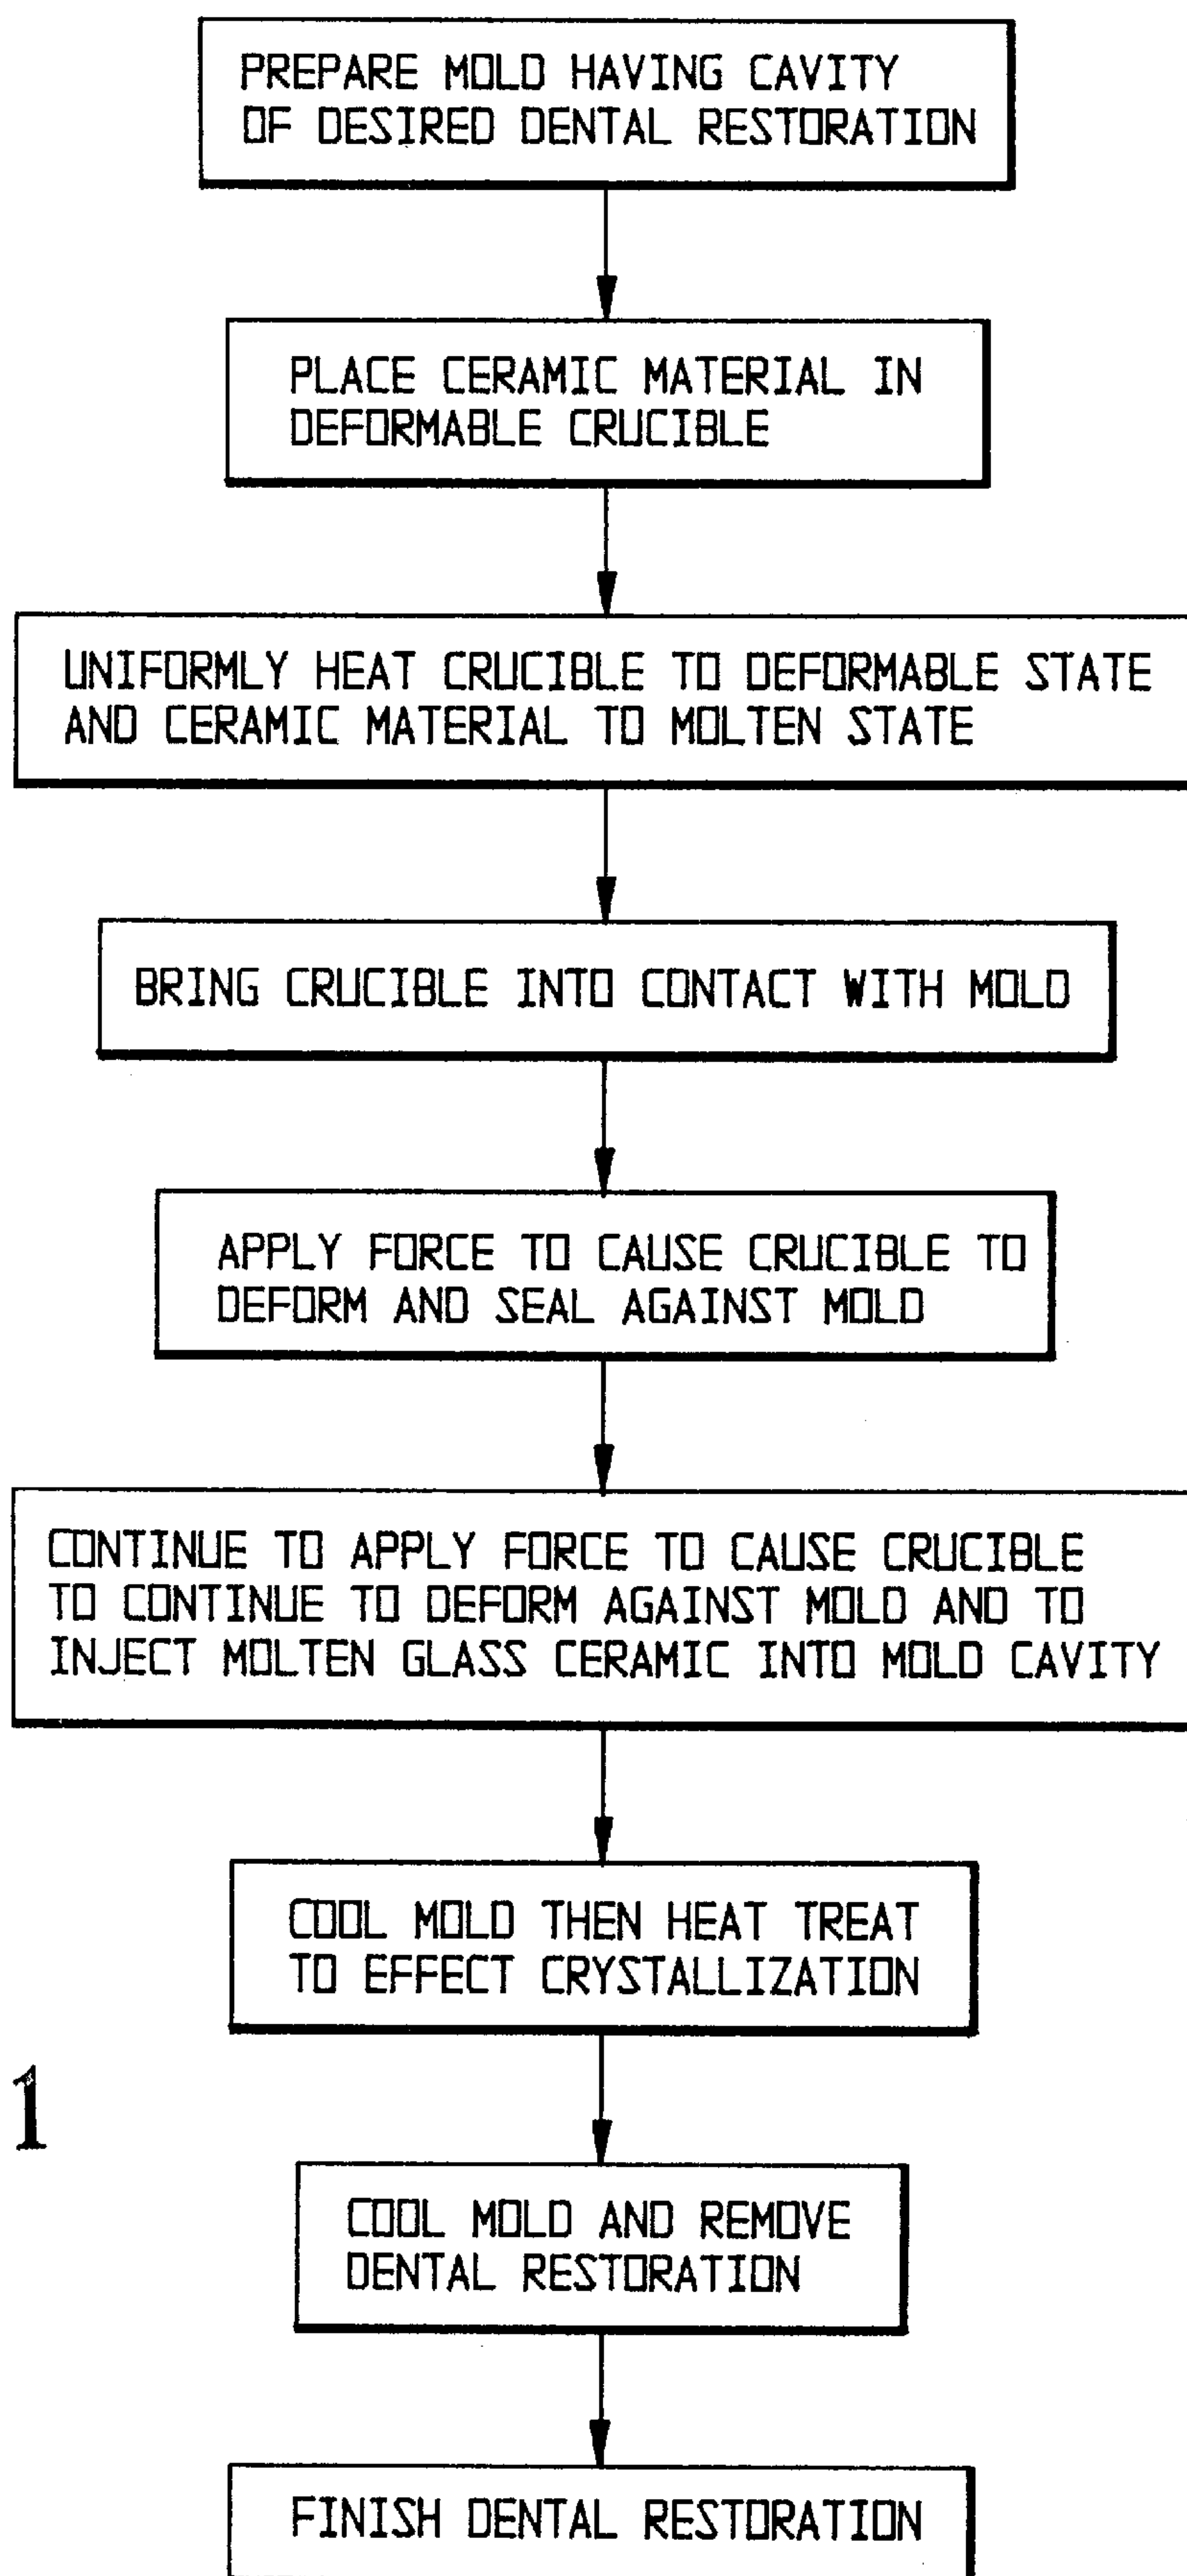 PREPARE MOLD HAVING CAVITY
OF DESIRED DENTAL RESTORATION
PLACE CERAMIC MATERIAL IN
DEFORMABLE CRUCIBLE
UNIFORMLY HEAT CRUCIBLE TO DEFORMABLE STATE
AND CERAMIC MATERIAL TO MOLTEN STATE
BRING CRUCIBLE INTO CONTACT WITH MOLD
APPLY FORCE TO CAUSE CRUCIBLE TO
DEFORM AND SEAL AGAINST MOLD
CONTINUE TO APPLY FORCE TO CAUSE CRUCIBLE
TO CONTINUE TO DEFORM AGAINST MOLD AND TO
INJECT MOLTEN GLASS CERAMIC INTO MOLD CAVITY
COOL MOLD THEN HEAT TREAT
TO EFFECT CRYSTALLIZATION
1
COOL MOLD AND REMOVE
DENTAL RESTORATION
FINISH DENTAL RESTORATION